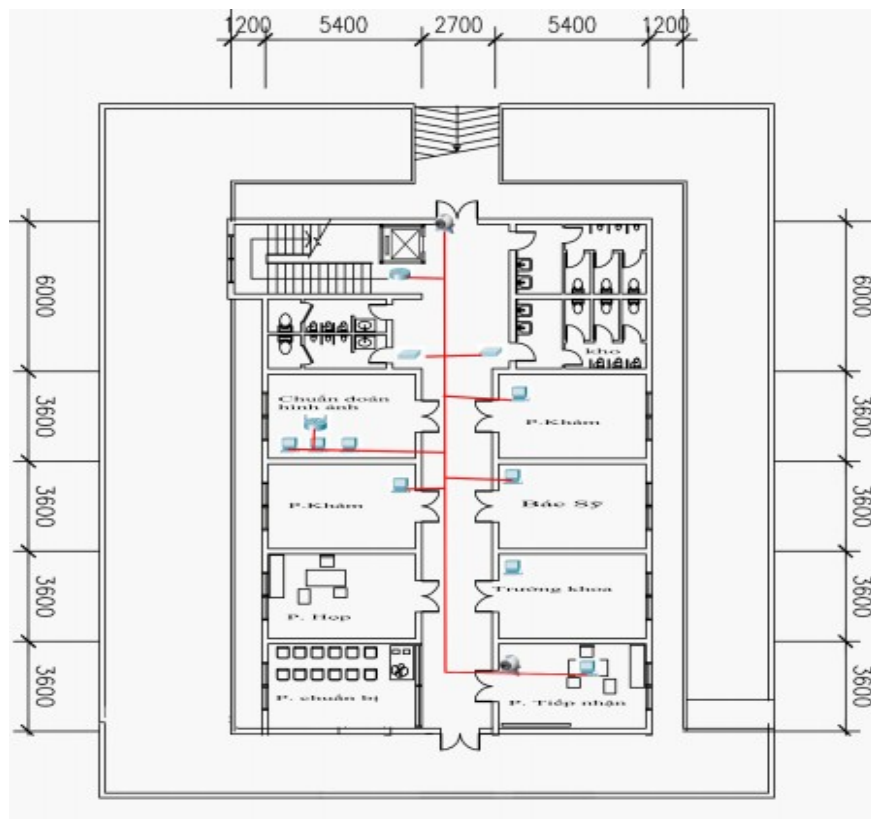 1200 5400 2700 5400 1200
6000
6000
kho
Chuẩn đoán
hình ảnh
P.Khám
3600
3600
P.Khám
Bác Sỹ
3600
3600
P. Họp
Trưởng khoa
3600
3600
P. chuẩn bị
P. Tiếp nhận
3600
3600